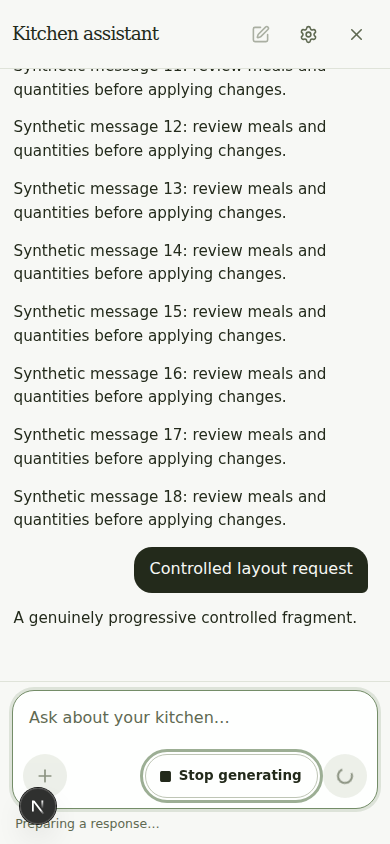 Kitchen assistant
Synthetic message 11: review meals and
quantities before applying changes.
Synthetic message 12: review meals and
quantities before applying changes.
Synthetic message 13: review meals and
quantities before applying changes.
Synthetic message 14: review meals and
quantities before applying changes.
Synthetic message 15: review meals and
quantities before applying changes.
Synthetic message 16: review meals and
quantities before applying changes.
Synthetic message 17: review meals and
quantities before applying changes.
Synthetic message 18: review meals and
quantities before applying changes.
Controlled layout request
A genuinely progressive controlled fragment.
Ask about your kitchen…
Stop generating
N
Preparing a response…